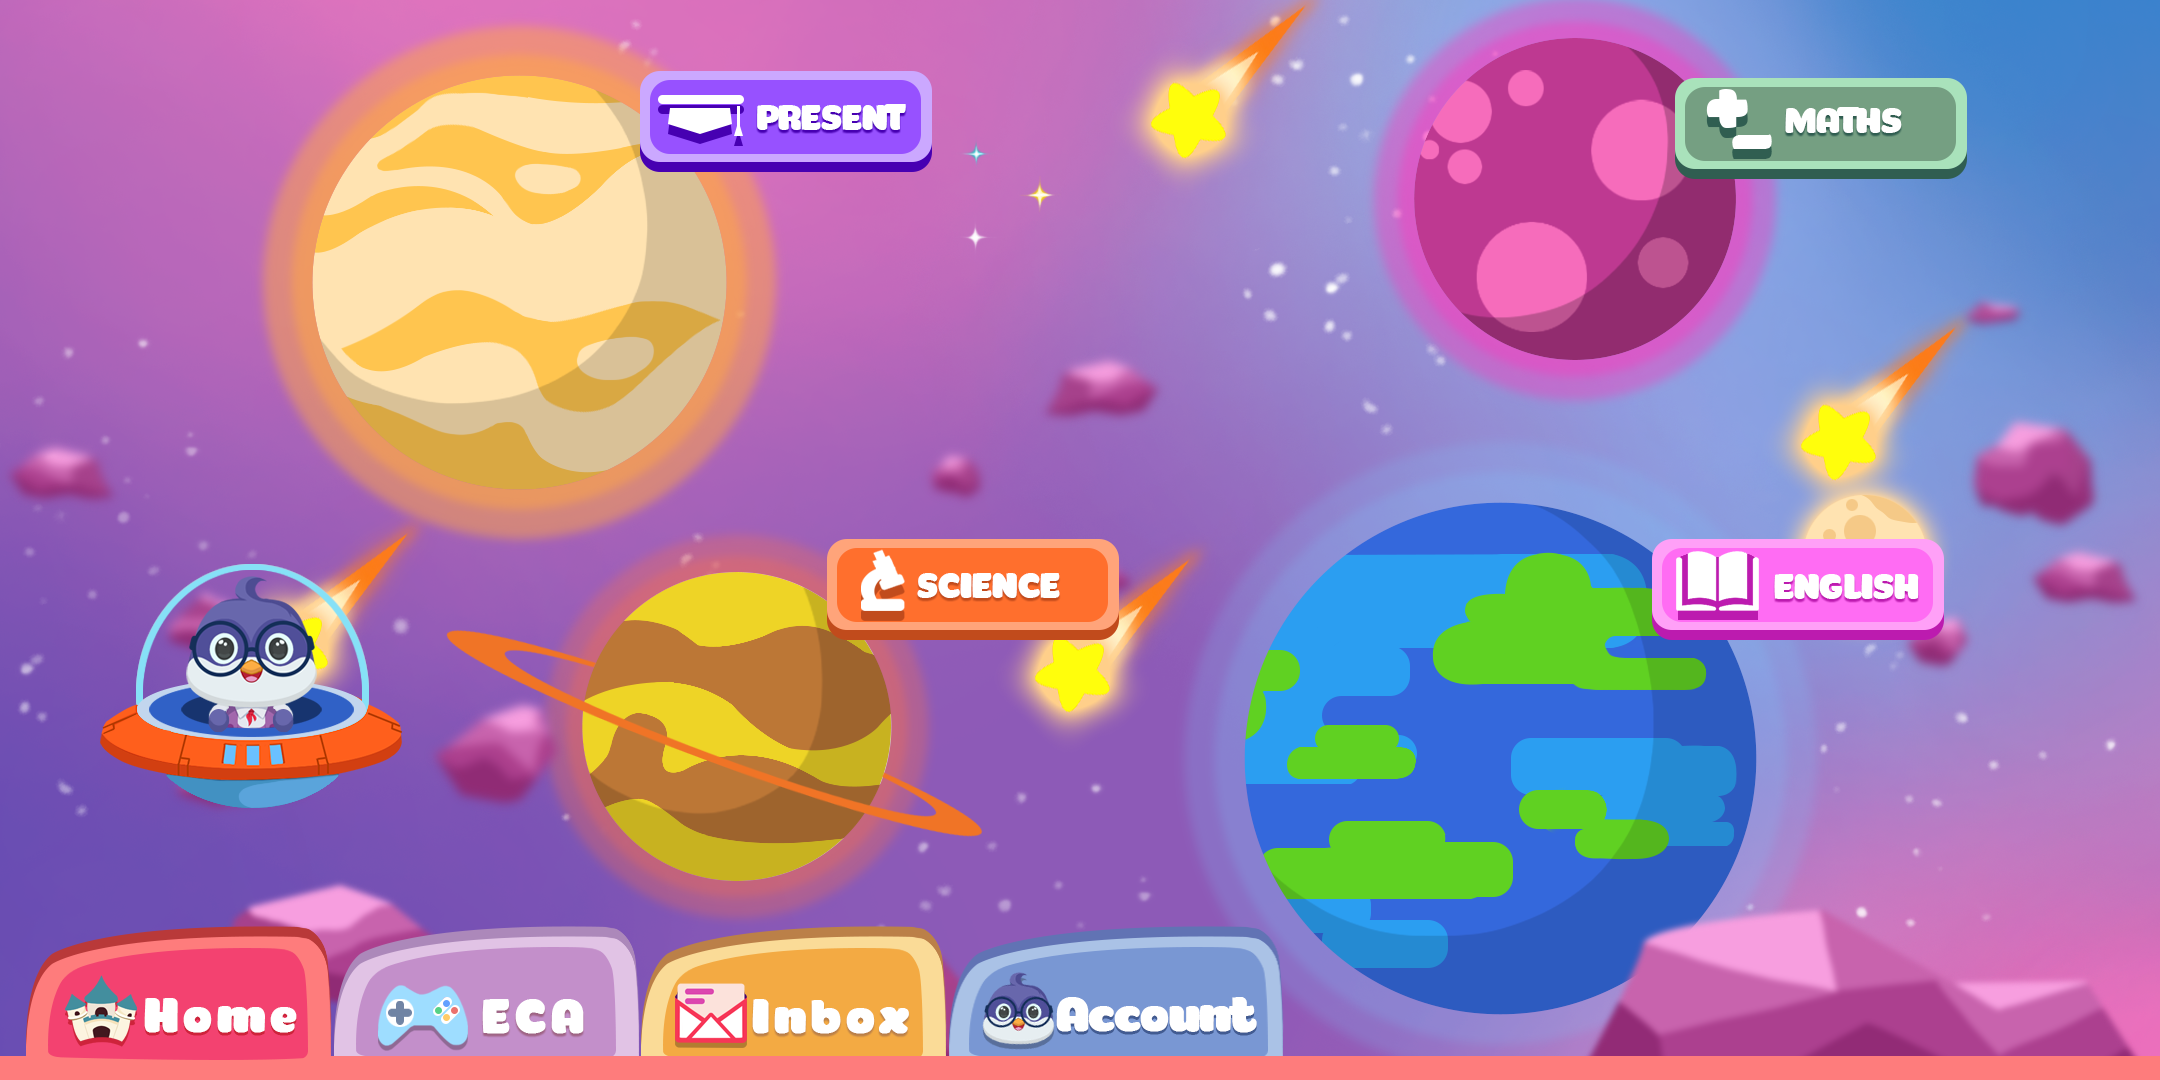 PRESENT
MATHS
SCIENCE
ENGLISH
Home
ECA
Inbox
Account